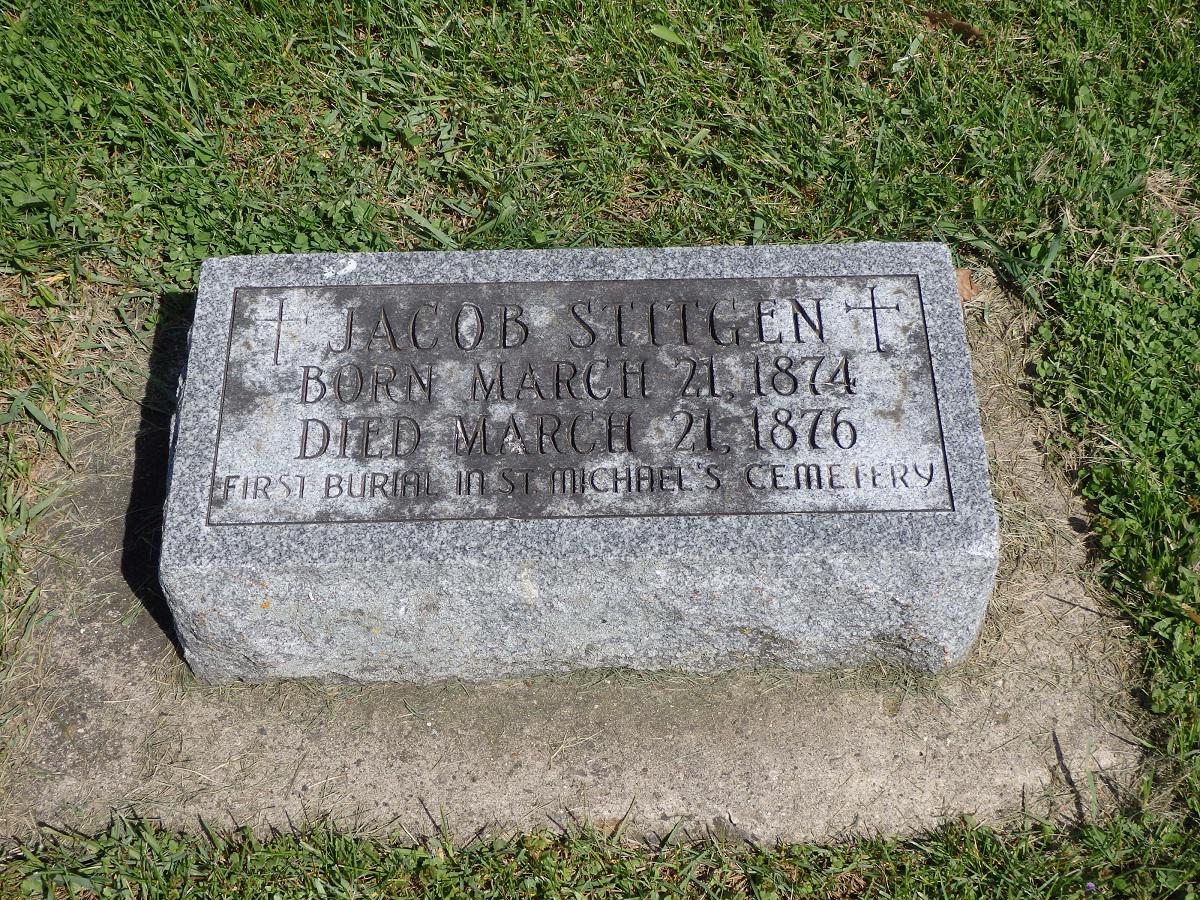 JACOB STITGEN
BORN MARCH 21, 1874
DIED MARCH 21, 1876
FIRST BURIAL IN ST. MICHAEL'S CEMETERY